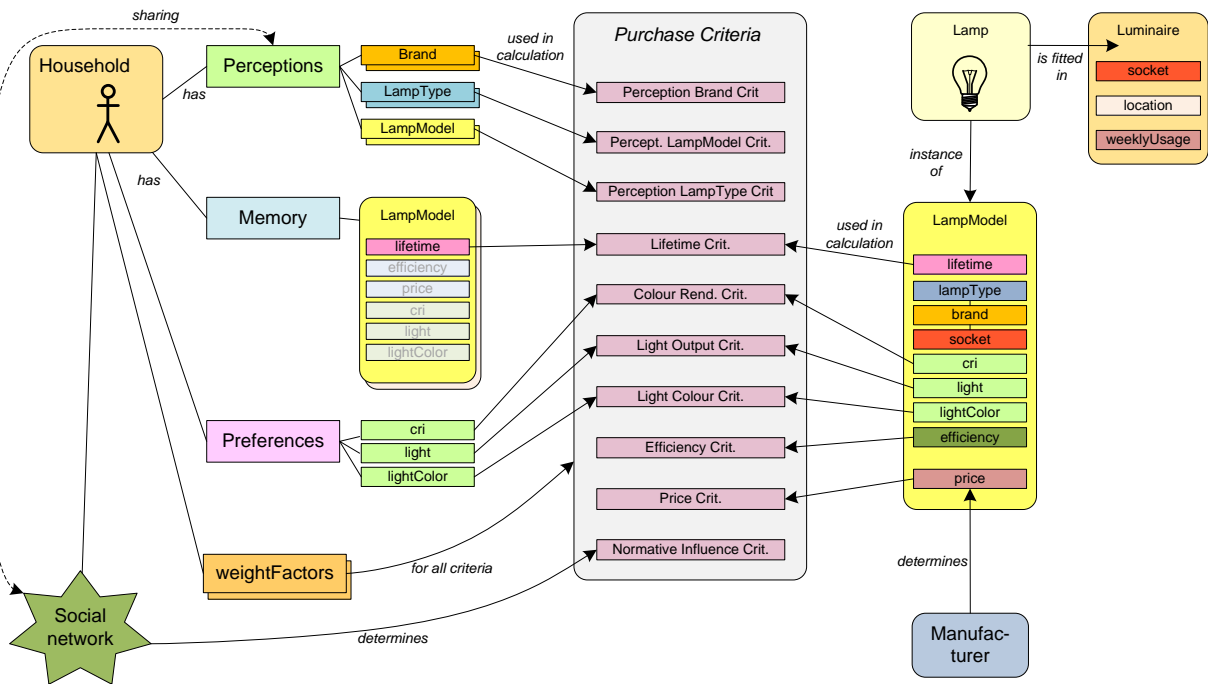 sharing
Household
has
has
Perceptions
Brand
LampType
LampModel
used in
calculation
Memory
LampModel
lifetime
efficiency
price
cri
light
lightColor
Preferences
cri
light
lightColor
weightFactors
for all criteria
Social
network
determines
Purchase Criteria
Perception Brand Crit
Percept. LampModel Crit.
Perception LampType Crit
Lifetime Crit.
Colour Rend. Crit.
Light Output Crit.
Light Colour Crit.
Efficiency Crit.
Price Crit.
Normative Influence Crit.
Lamp
is fitted
in
Luminaire
socket
location
weeklyUsage
instance
of
used in
calculation
LampModel
lifetime
lampType
brand
socket
cri
light
lightColor
efficiency
price
determines
Manufac-
turer